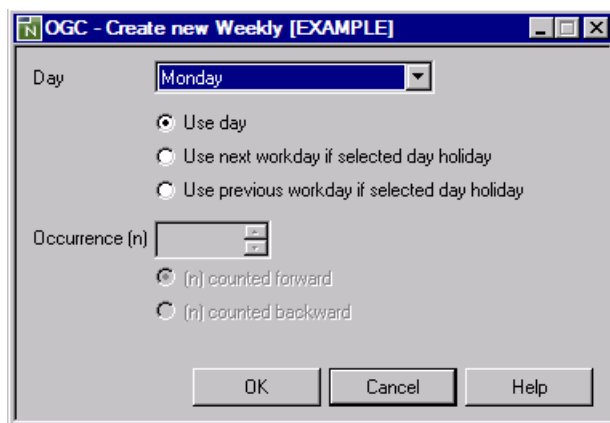 OGC - Create new Weekly [EXAMPLE]
Day Monday
Use day
Use next workday if selected day holiday
Use previous workday if selected day holiday
Occurrence (n)
(n) counted forward
(n) counted backward
OK Cancel Help